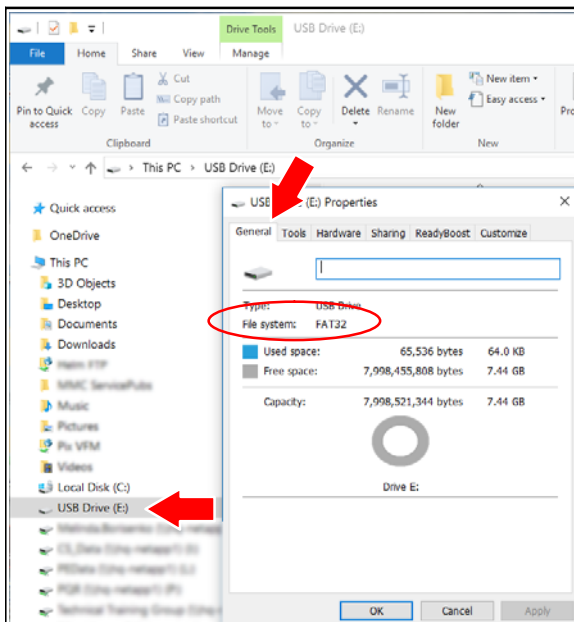 Drive Tools USB Drive (E:)
File Home Share View Manage
Pin to Quick access
Copy
Paste
Cut
Copy path
Paste shortcut
Move to
Copy to
Delete
Rename
New folder
New item
Easy access
Clipboard Organize New
This PC > USB Drive (E:)
Quick access
OneDrive
This PC
3D Objects
Desktop
Documents
Downloads
Music
Pictures
Pix VFM
Videos
Local Disk (C:)
USB Drive (E:)
(E:) Properties
General Tools Hardware Sharing ReadyBoost Customize
Type: USB Drive
File system: FAT32
Used space: 65,536 bytes 64.0 KB
Free space: 7,998,455,808 bytes 7.44 GB
Capacity: 7,998,521,344 bytes 7.44 GB
Drive E:
OK Cancel Apply